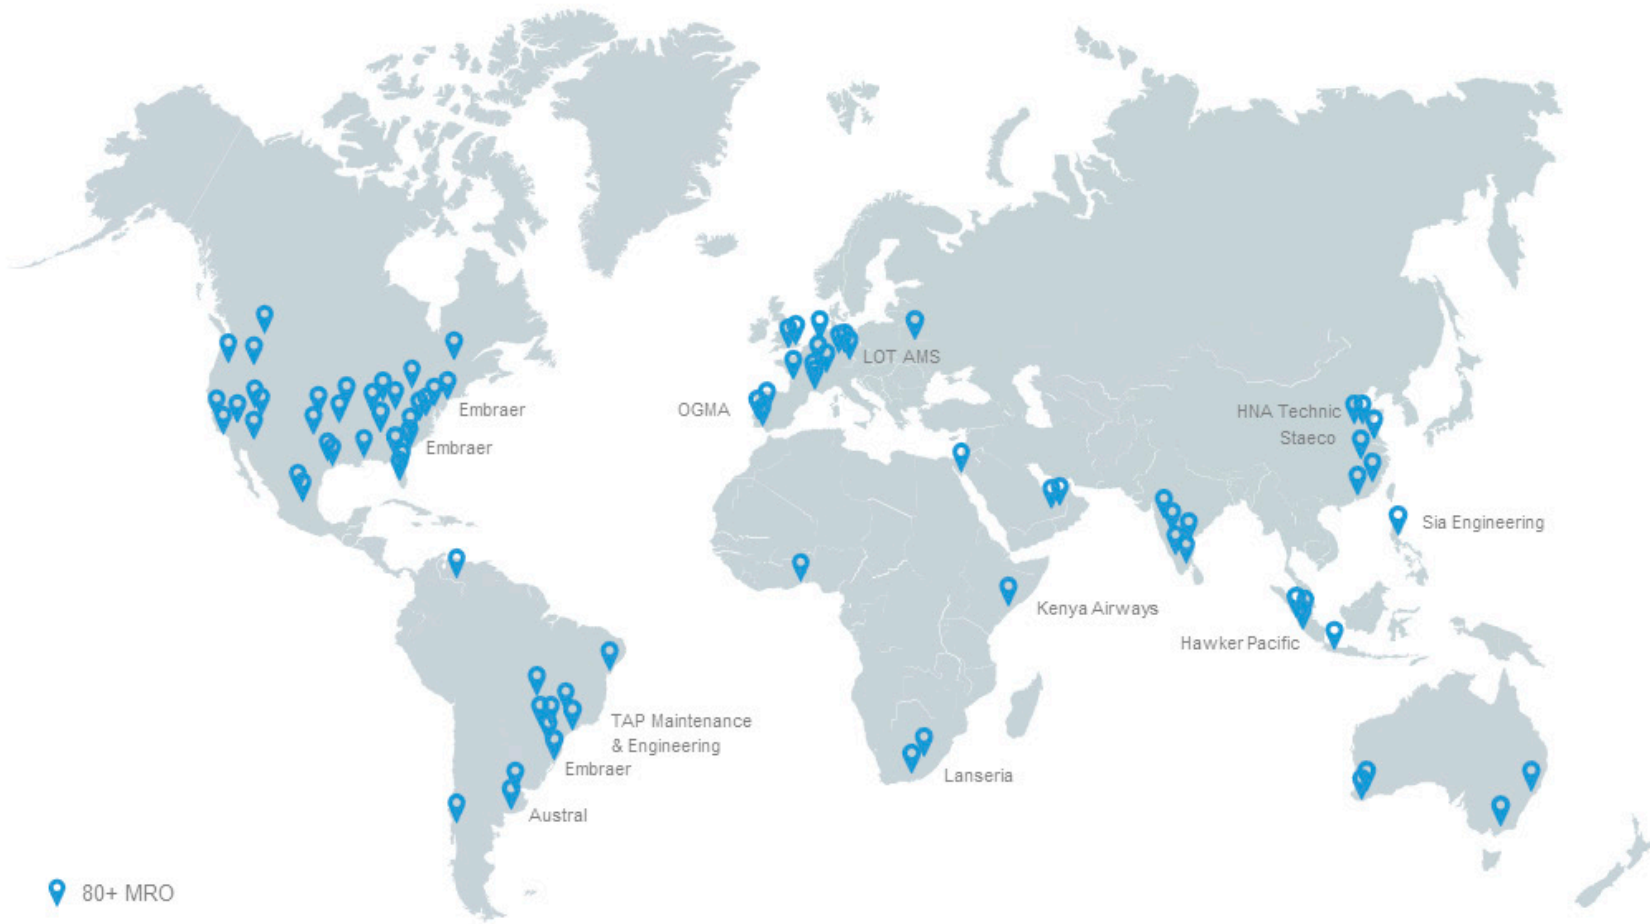 LOT AMS
OGMA
Embraer
Embraer
HNA Technic
Staeco
Sia Engineering
Kenya Airways
Hawker Pacific
TAP Maintenance
& Engineering
Embraer
Lanseria
Austral
80+ MRO